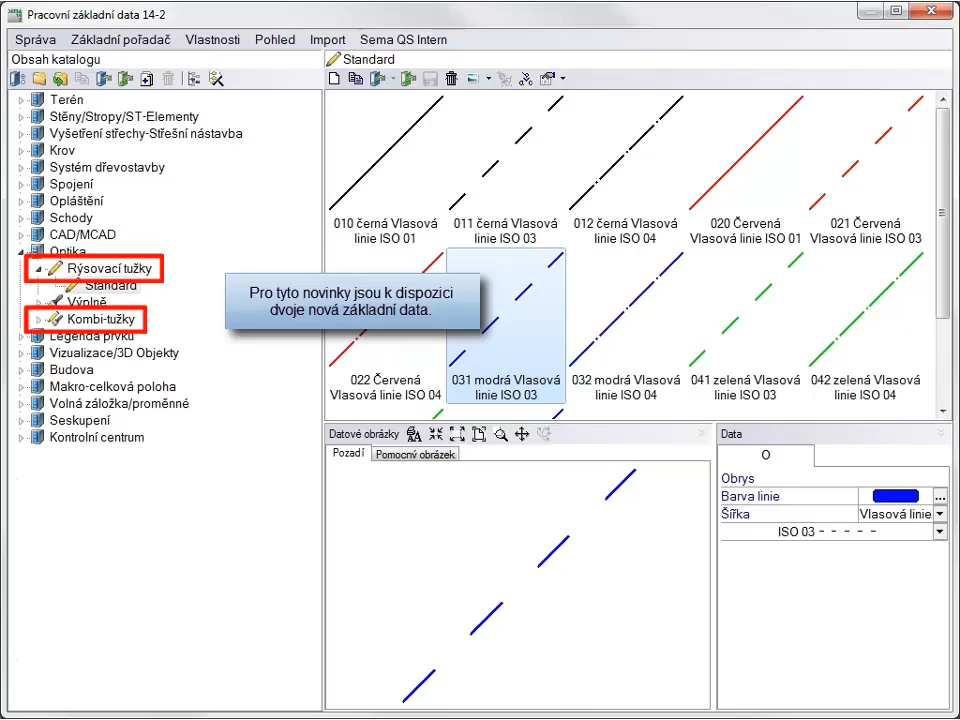 Pracovní základní data 14-2
Správa Základní pořadač Vlastnosti Pohled Import Sema QS Intern
Obsah katalogu
Standard
Terén
Stěny/Stropy/ST-Elementy
Vyšetření střechy-Střešní nástavba
Krov
Systém dřevostavby
Spojení
Opláštění
Schody
CAD/MCAD
Optika
Rýsovací tužky
Standard
Výplně
Kombi-tužky
Legenda prvků
Vizualizace/3D Objekty
Budova
Makro-celková poloha
Volná záložka/proměnné
Seskupení
Kontrolní centrum
010 černá Vlasová
linie ISO 01
011 černá Vlasová
linie ISO 03
012 černá Vlasová
linie ISO 04
020 Červená
Vlasová linie ISO 01
021 Červená
Vlasová linie ISO 03
Pro tyto novinky jsou k dispozici
dvoje nová základní data.
022 Červená
Vlasová linie ISO 04
031 modrá Vlasová
linie ISO 03
032 modrá Vlasová
linie ISO 04
041 zelená Vlasová
linie ISO 03
042 zelená Vlasová
linie ISO 04
Datové obrázky
Pozadí Pomocný obrázek
Data
O
Obrys
Barva linie ...
Šířka Vlasová linie
ISO 03